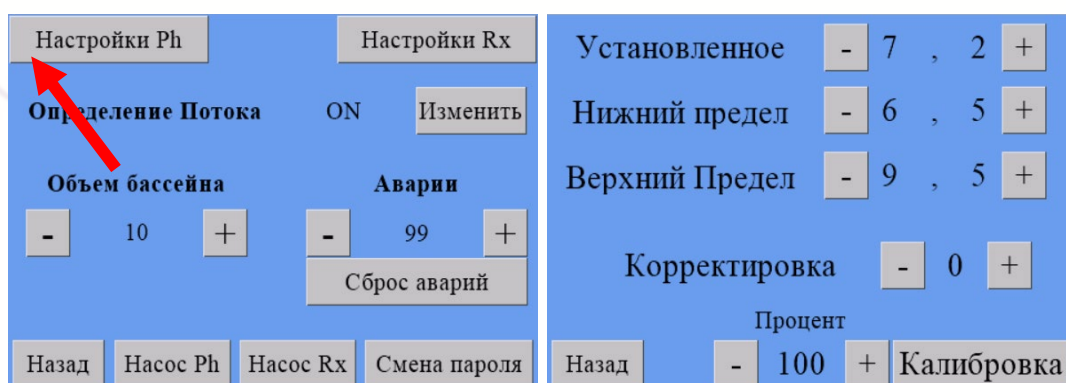 Настройки Ph
Настройки Rx
Определение Потока ON Изменить
Объем бассейна
Аварии
- 10 +
- 99 +
Сброс аварий
Назад Насос Ph Насос Rx Смена пароля
Установленное - 7 , 2 +
Нижний предел - 6 , 5 +
Верхний Предел - 9 , 5 +
Корректировка - 0 +
Процент
Назад - 100 + Калибровка